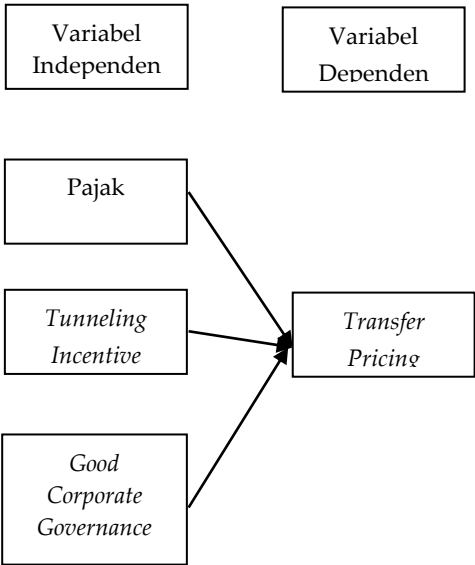 Variabel
Independen
Variabel
Dependen
Pajak
Tunneling
Incentive
Transfer
Pricing
Good
Corporate
Governance